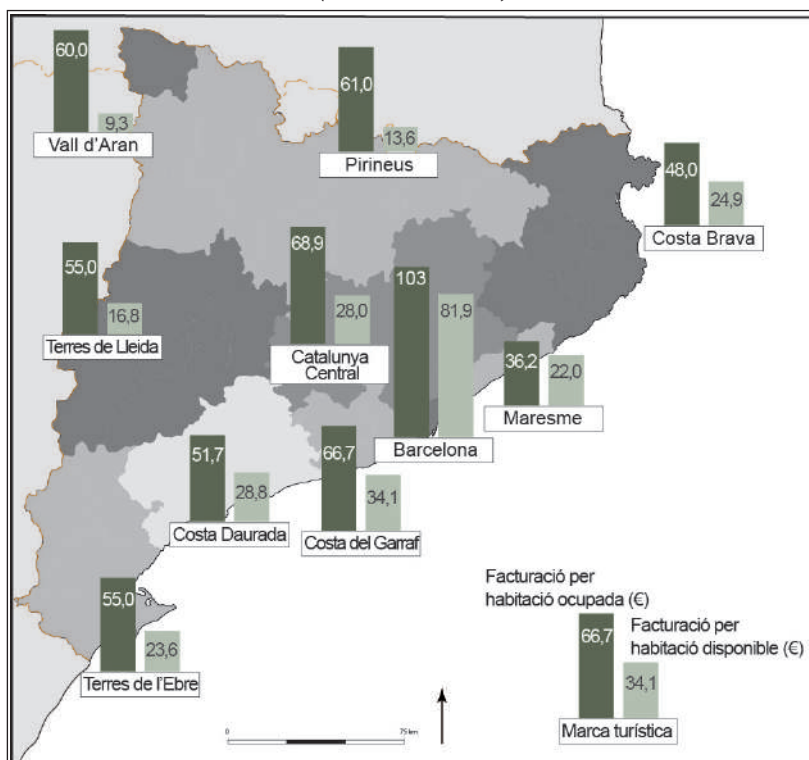 60,0
9,3
Vall d'Aran
61,0
13,6
Pirineus
48,0
24,9
Costa Brava
55,0
16,8
Terres de Lleida
68,9
28,0
Catalunya
Central
103
81,9
Barcelona
36,2
22,0
Maresme
51,7
28,8
Costa Daurada
66,7
34,1
Costa del Garraf
55,0
23,6
Terres de l'Ebre
Facturació per
habitació ocupada (€)
66,7
Facturació per
habitació disponible (€)
34,1
Marca turística
0
75 km